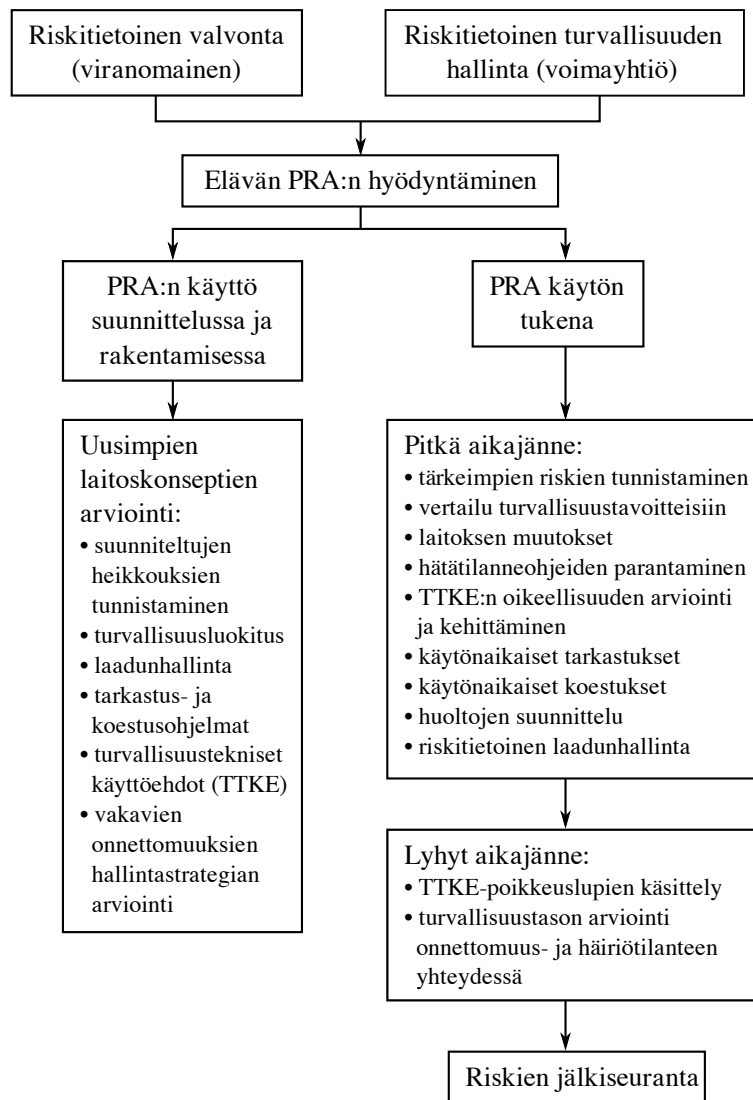 Riskitietoinen valvonta
(viranomainen)
Riskitietoinen turvallisuuden
hallinta (voimayhtiö)
Elävän PRA:n hyödyntäminen
PRA:n käyttö
suunnittelussa ja
rakentamisessa
PRA käytön
tukena
Uusimpien
laitoskonseptien
arviointi:
• suunniteltujen
heikkouksien
tunnistaminen
• turvallisuusluokitus
• laadunhallinta
• tarkastus- ja
koestusohjelmat
• turvallisuustekniset
käyttöehdot (TTKE)
• vakavien
onnettomuuksien
hallintastrategian
arviointi
Pitkä aikajänne:
• tärkeimpien riskien tunnistaminen
• vertailu turvallisuustavoitteisiin
• laitoksen muutokset
• hätätilanneohjeiden parantaminen
• TTKE:n oikeellisuuden arviointi
ja kehittäminen
• käytönaikaiset tarkastukset
• käytönaikaiset koestukset
• huoltojen suunnittelu
• riskitietoinen laadunhallinta
Lyhyt aikajänne:
• TTKE-poikkeuslupien käsittely
• turvallisuustason arviointi
onnettomuus- ja häiriötilanteen
yhteydessä
Riskien jälkiseuranta